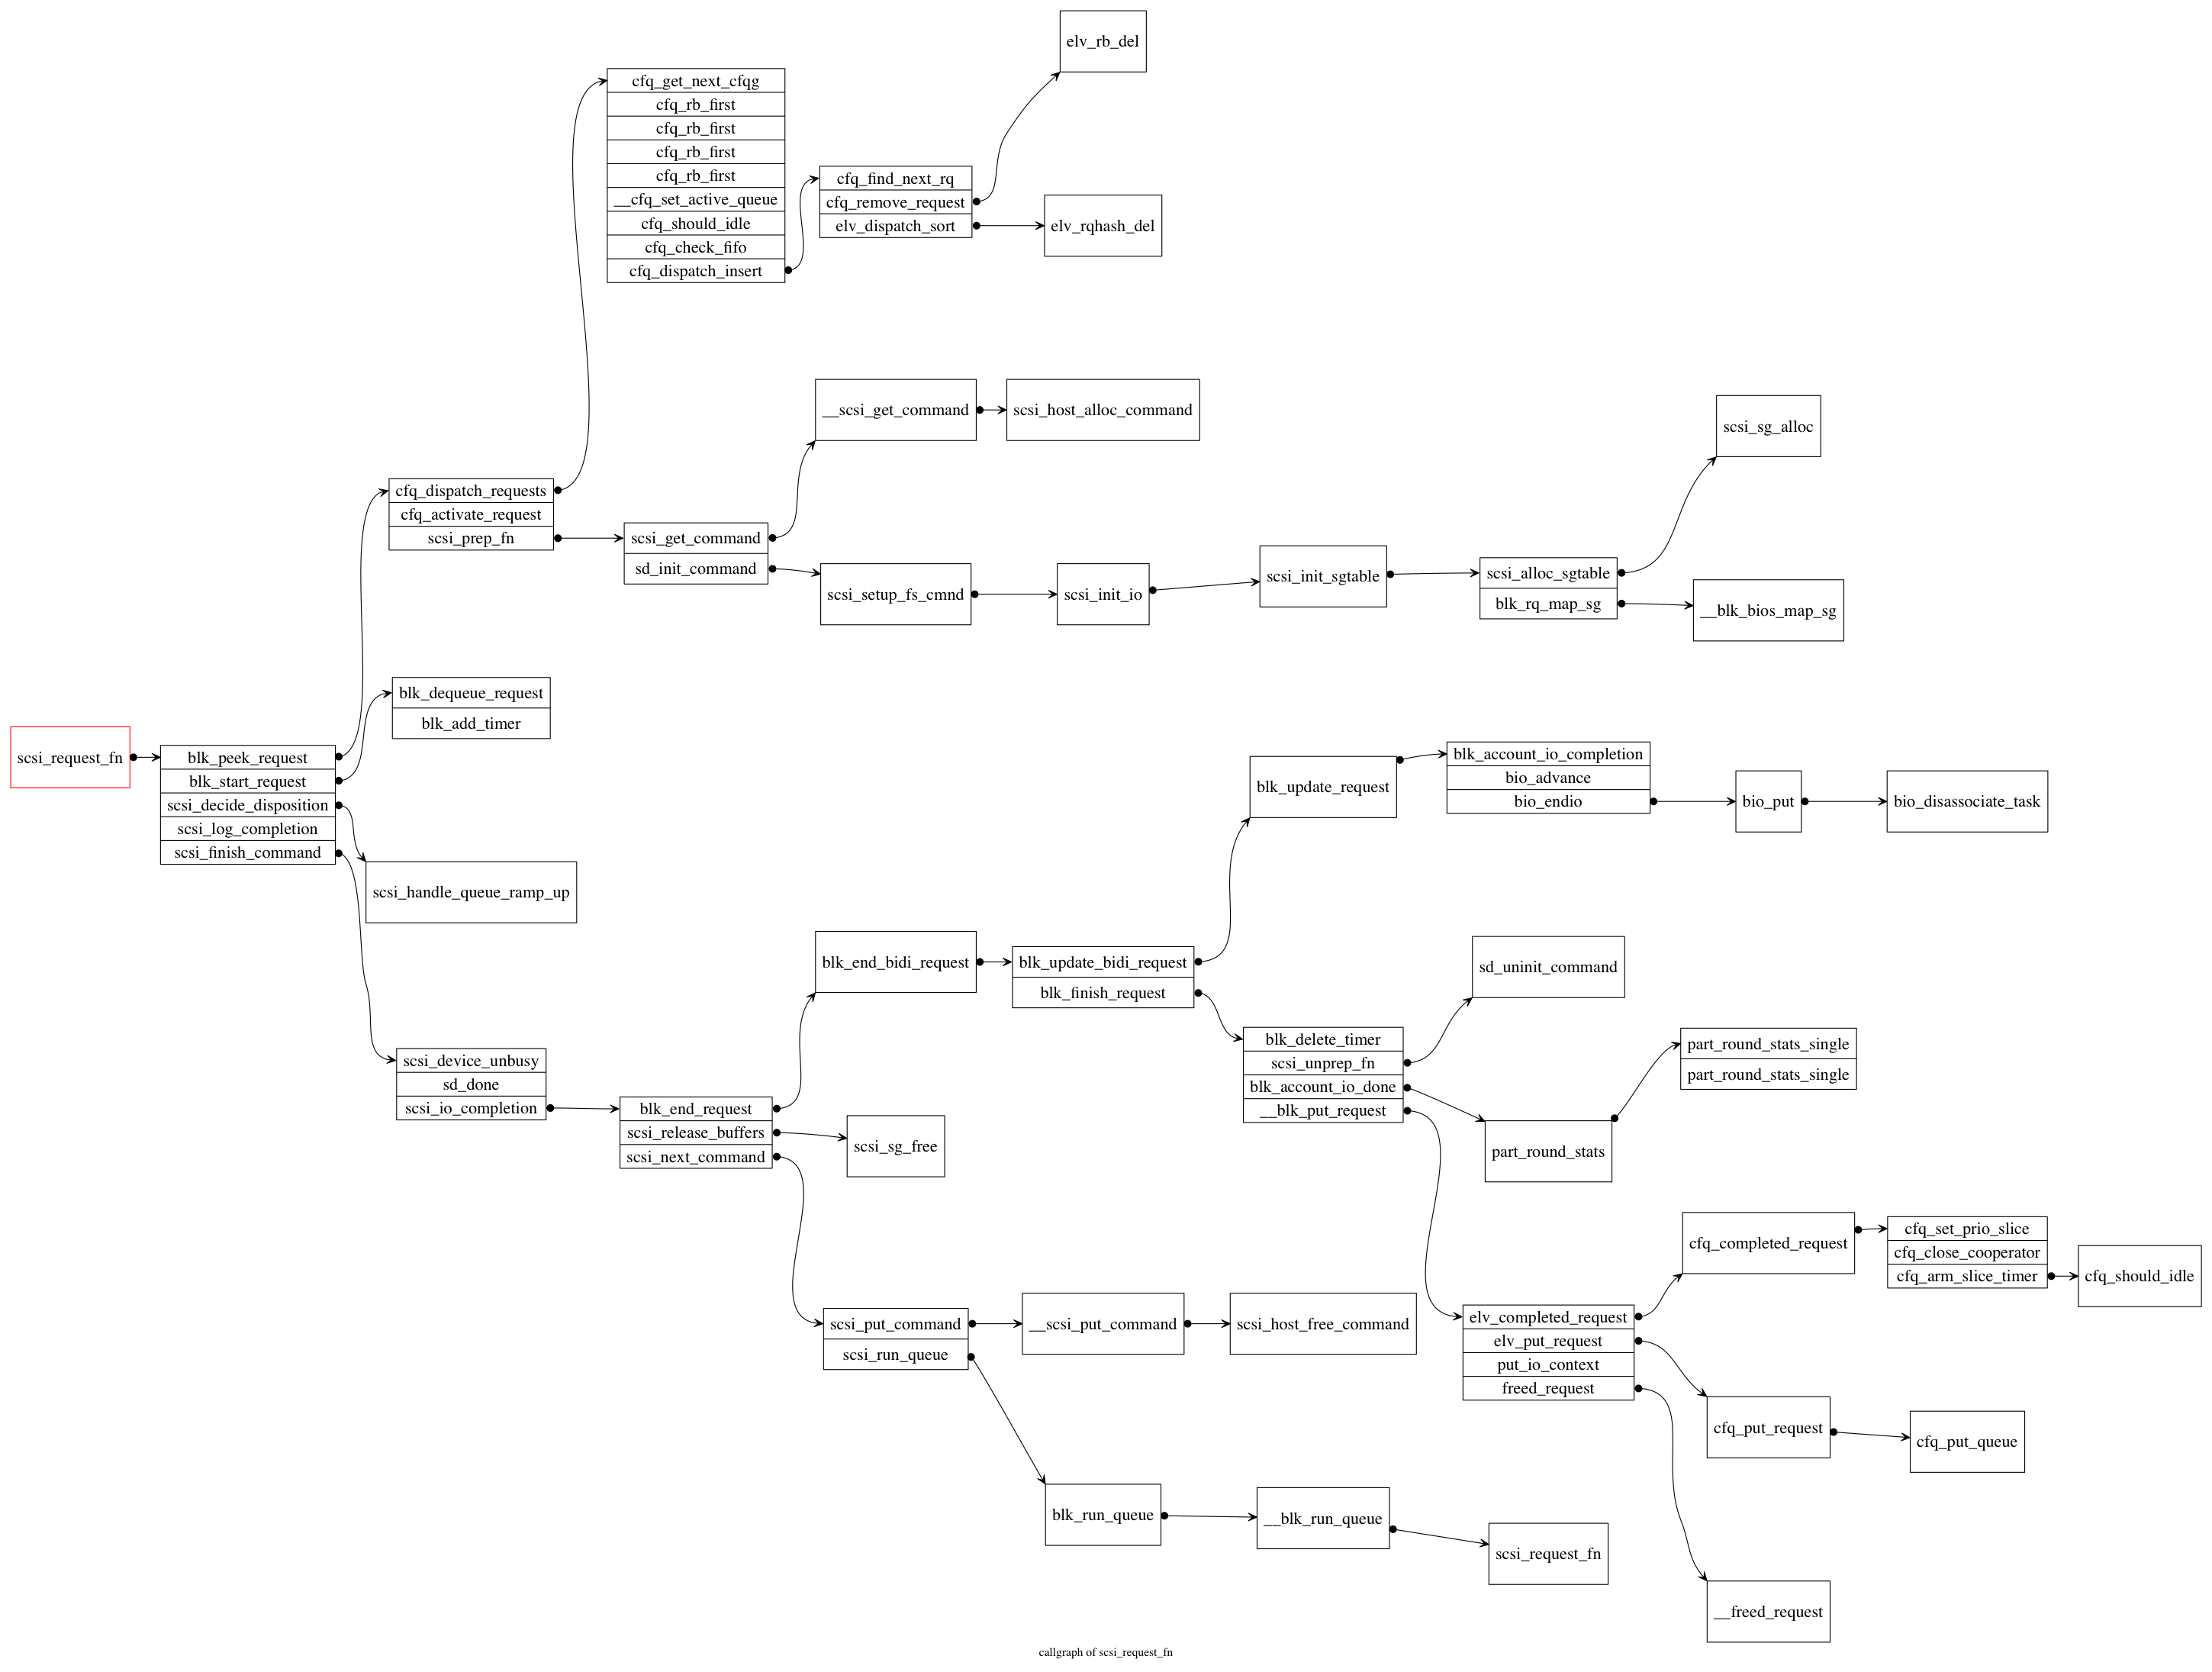 elv_rb_del
cfq_get_next_cfqg
cfq_rb_first
cfq_rb_first
cfq_rb_first
cfq_rb_first
__cfq_set_active_queue
cfq_should_idle
cfq_check_fifo
cfq_dispatch_insert
cfq_find_next_rq
cfq_remove_request
elv_dispatch_sort
elv_rqhash_del
__scsi_get_command
scsi_host_alloc_command
scsi_sg_alloc
cfq_dispatch_requests
cfq_activate_request
scsi_prep_fn
scsi_get_command
sd_init_command
scsi_setup_fs_cmnd
scsi_init_io
scsi_init_sgtable
scsi_alloc_sgtable
blk_rq_map_sg
__blk_bios_map_sg
blk_dequeue_request
blk_add_timer
scsi_request_fn
blk_peek_request
blk_start_request
scsi_decide_disposition
scsi_log_completion
scsi_finish_command
scsi_handle_queue_ramp_up
blk_update_request
blk_account_io_completion
bio_advance
bio_endio
bio_put
bio_disassociate_task
blk_end_bidi_request
blk_update_bidi_request
blk_finish_request
sd_uninit_command
scsi_device_unbusy
sd_done
scsi_io_completion
blk_delete_timer
scsi_unprep_fn
blk_account_io_done
__blk_put_request
part_round_stats_single
part_round_stats_single
blk_end_request
scsi_release_buffers
scsi_next_command
scsi_sg_free
part_round_stats
cfq_completed_request
cfq_set_prio_slice
cfq_close_cooperator
cfq_arm_slice_timer
cfq_should_idle
scsi_put_command
scsi_run_queue
__scsi_put_command
scsi_host_free_command
elv_completed_request
elv_put_request
put_io_context
freed_request
cfq_put_request
cfq_put_queue
blk_run_queue
__blk_run_queue
scsi_request_fn
__freed_request
callgraph of scsi_request_fn